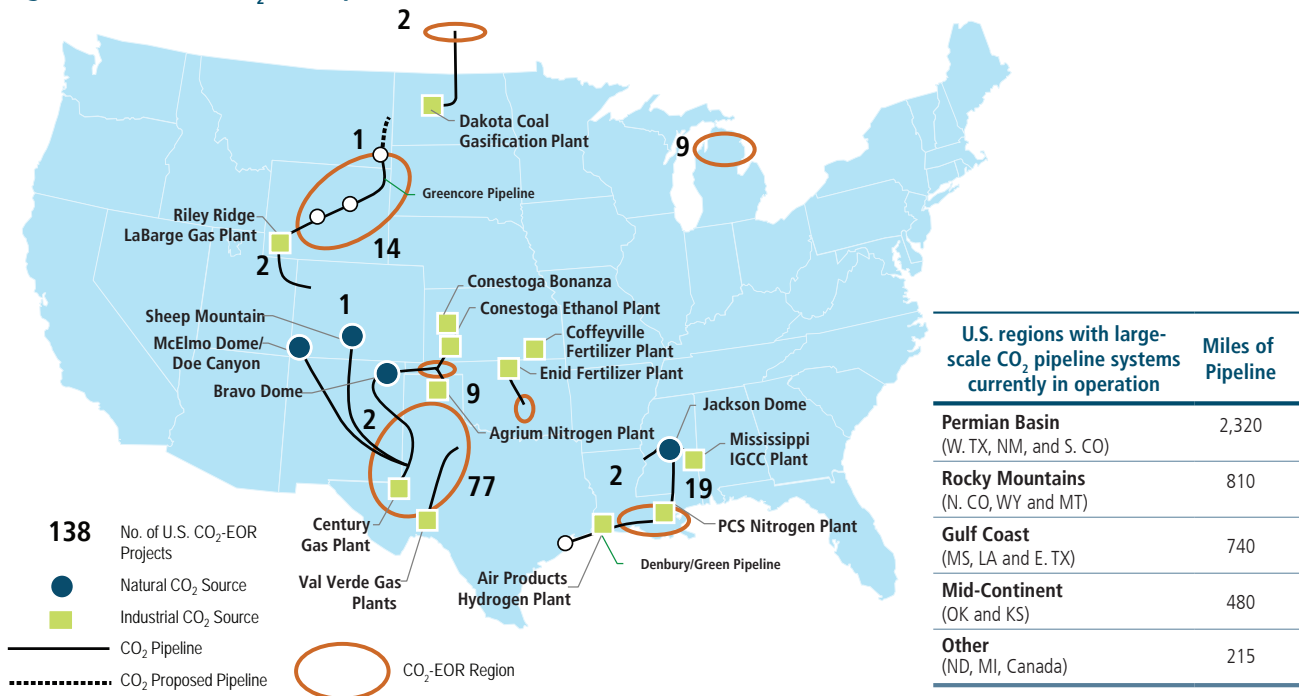 2
Dakota Coal
Gasification Plant
1
9
Greencore Pipeline
Riley Ridge
LaBarge Gas Plant
14
2
Conestoga Bonanza
1
Conestoga Ethanol Plant
Sheep Mountain
Coffeyville
Fertilizer Plant
McElmo Dome/
Doe Canyon
Enid Fertilizer Plant
Bravo Dome
9
Jackson Dome
2
Agrium Nitrogen Plant
Mississippi
IGCC Plant
2
77
19
Century
Gas Plant
PCS Nitrogen Plant
Val Verde Gas
Plants
Air Products
Hydrogen Plant
Denbury/Green Pipeline
138 No. of U.S. CO₂-EOR
Projects
Natural CO₂ Source
Industrial CO₂ Source
CO₂ Pipeline
CO₂ Proposed Pipeline
CO₂-EOR Region
U.S. regions with large-
scale CO₂ pipeline systems
currently in operation
Miles of
Pipeline
Permian Basin 2,320
(W. TX, NM, and S. CO)
Rocky Mountains 810
(N. CO, WY and MT)
Gulf Coast 740
(MS, LA and E. TX)
Mid-Continent 480
(OK and KS)
Other 215
(ND, MI, Canada)